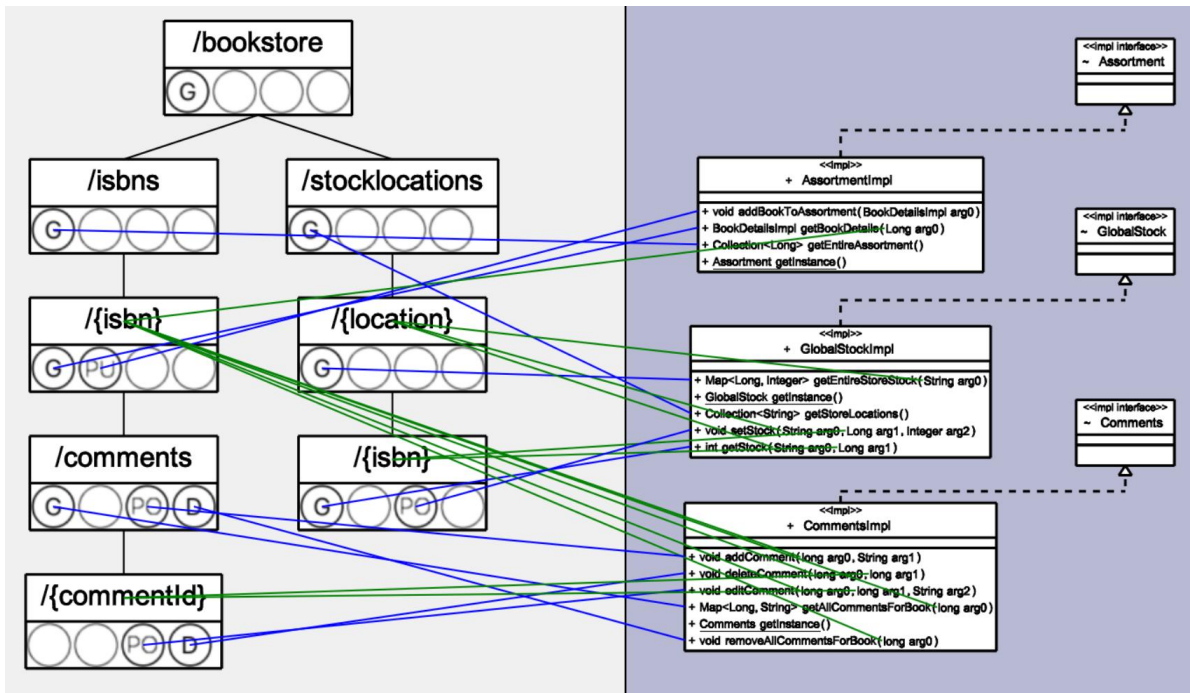 /bookstore
G
/isbns
G
/stocklocations
G
/{isbn}
G PU
/{location}
G
/comments
G PO D
/{isbn}
G PO
/{commentId}
PO D
<<impl interface>>
~ Assortment
<<impl>>
+ AssortmentImpl
+ void addBookToAssortment(BookDetailsImpl arg0)
+ BookDetailsImpl getBookDetails(Long arg0)
+ Collection<Long> getEntireAssortment()
+ Assortment getInstance()
<<impl interface>>
~ GlobalStock
<<impl>>
+ GlobalStockImpl
+ Map<Long, Integer> getEntireStoreStock(String arg0)
+ GlobalStock getInstance()
+ Collection<String> getStoreLocations()
+ void setStock(String arg0, Long arg1, Integer arg2)
+ int getStock(String arg0, Long arg1)
<<impl interface>>
~ Comments
<<impl>>
+ CommentsImpl
+ void addComment(long arg0, String arg1)
+ void deleteComment(long arg0, long arg1)
+ void editComment(long arg0, long arg1, String arg2)
+ Map<Long, String> getAllCommentsForBook(long arg0)
+ Comments getInstance()
+ void removeAllCommentsForBook(long arg0)